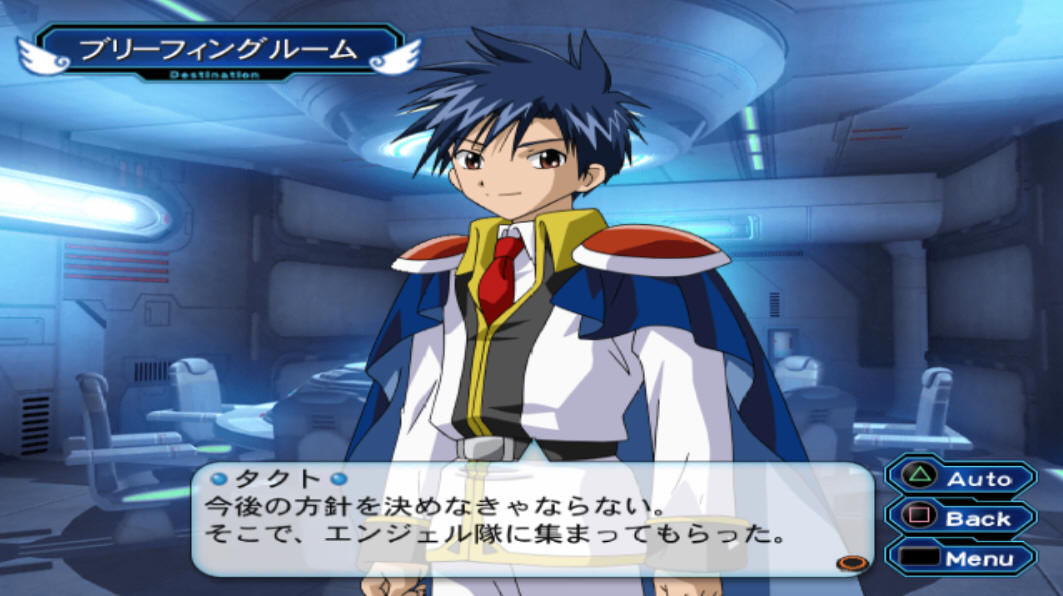 ブリーフィングルーム
Destination
タクト
今後の方針を決めなきゃならない。
そこで、エンジェル隊に集まってもらった。
Auto
Back
Menu